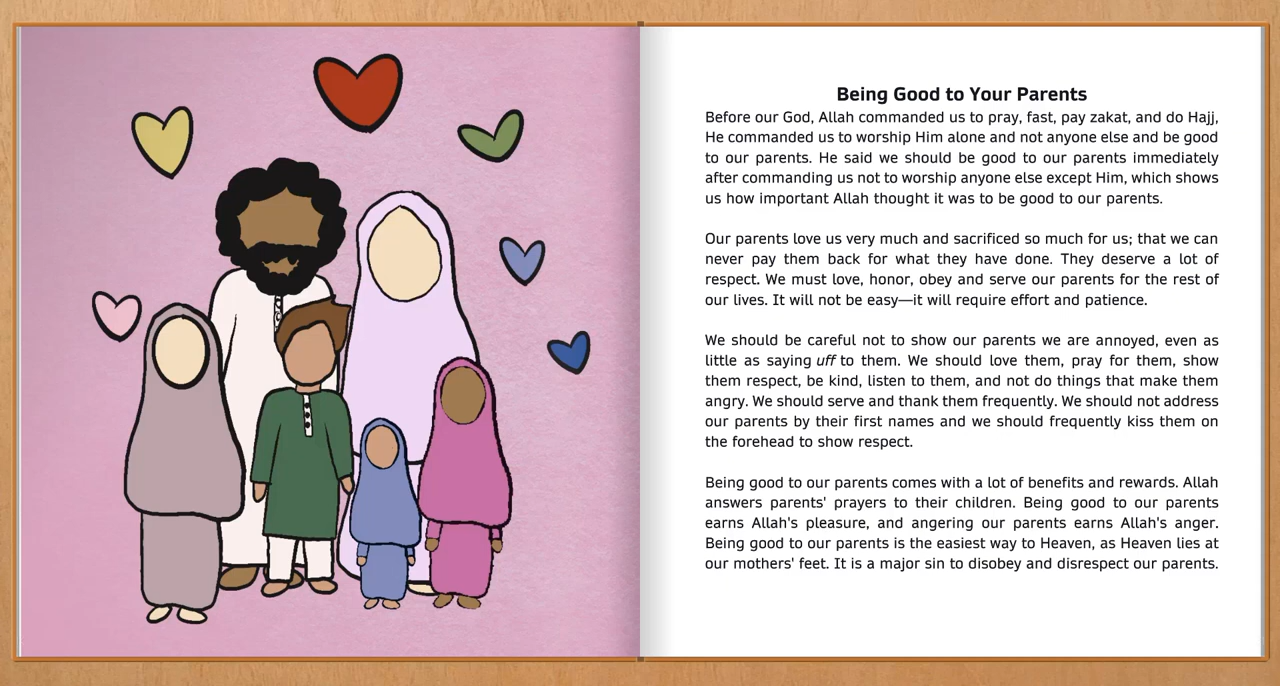 Being Good to Your Parents
Before our God, Allah commanded us to pray, fast, pay zakat, and do Hajj,
He commanded us to worship Him alone and not anyone else and be good
to our parents. He said we should be good to our parents immediately
after commanding us not to worship anyone else except Him, which shows
us how important Allah thought it was to be good to our parents.
Our parents love us very much and sacrificed so much for us; that we can
never pay them back for what they have done. They deserve a lot of
respect. We must love, honor, obey and serve our parents for the rest of
our lives. It will not be easy—it will require effort and patience.
We should be careful not to show our parents we are annoyed, even as
little as saying uff to them. We should love them, pray for them, show
them respect, be kind, listen to them, and not do things that make them
angry. We should serve and thank them frequently. We should not address
our parents by their first names and we should frequently kiss them on
the forehead to show respect.
Being good to our parents comes with a lot of benefits and rewards. Allah
answers parents' prayers to their children. Being good to our parents
earns Allah's pleasure, and angering our parents earns Allah's anger.
Being good to our parents is the easiest way to Heaven, as Heaven lies at
our mothers' feet. It is a major sin to disobey and disrespect our parents.